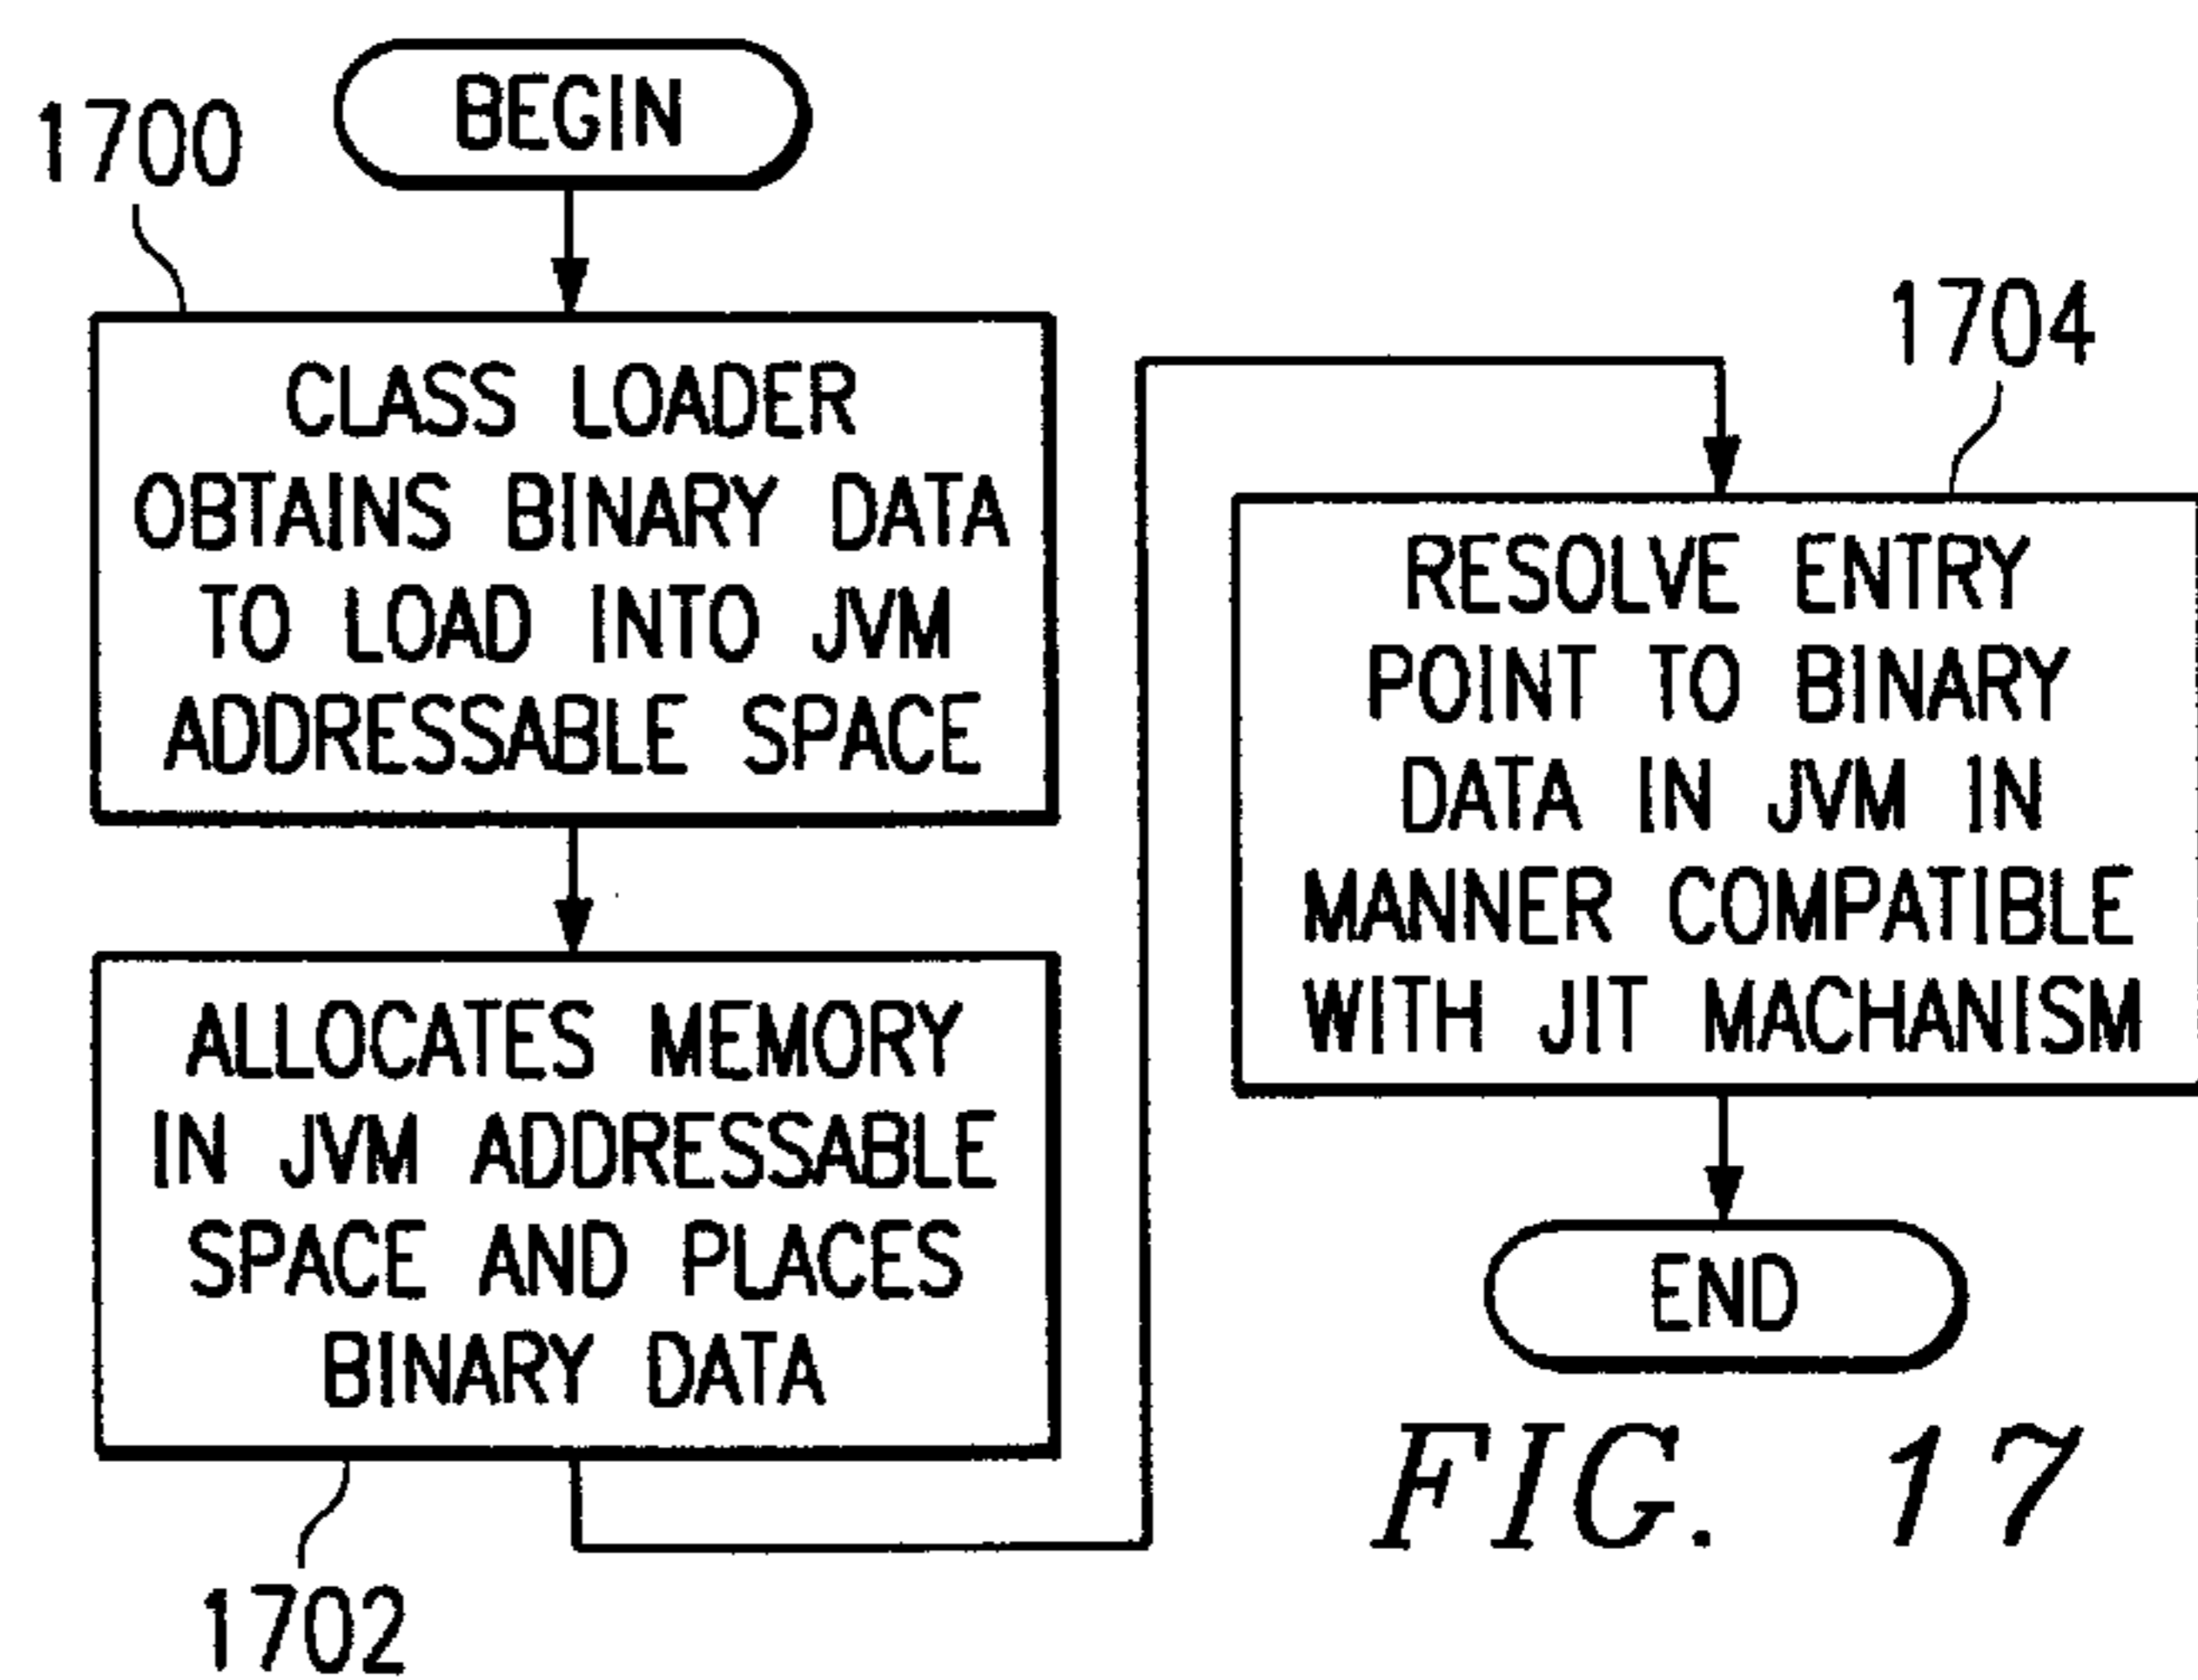 BEGIN
1700
CLASS LOADER
OBTAINS BINARY DATA
TO LOAD INTO JVM
ADDRESSABLE SPACE
ALLOCATES MEMORY
IN JVM ADDRESSABLE
SPACE AND PLACES
BINARY DATA
1702
1704
RESOLVE ENTRY
POINT TO BINARY
DATA IN JVM IN
MANNER COMPATIBLE
WITH JIT MACHANISM
END
FIG. 17